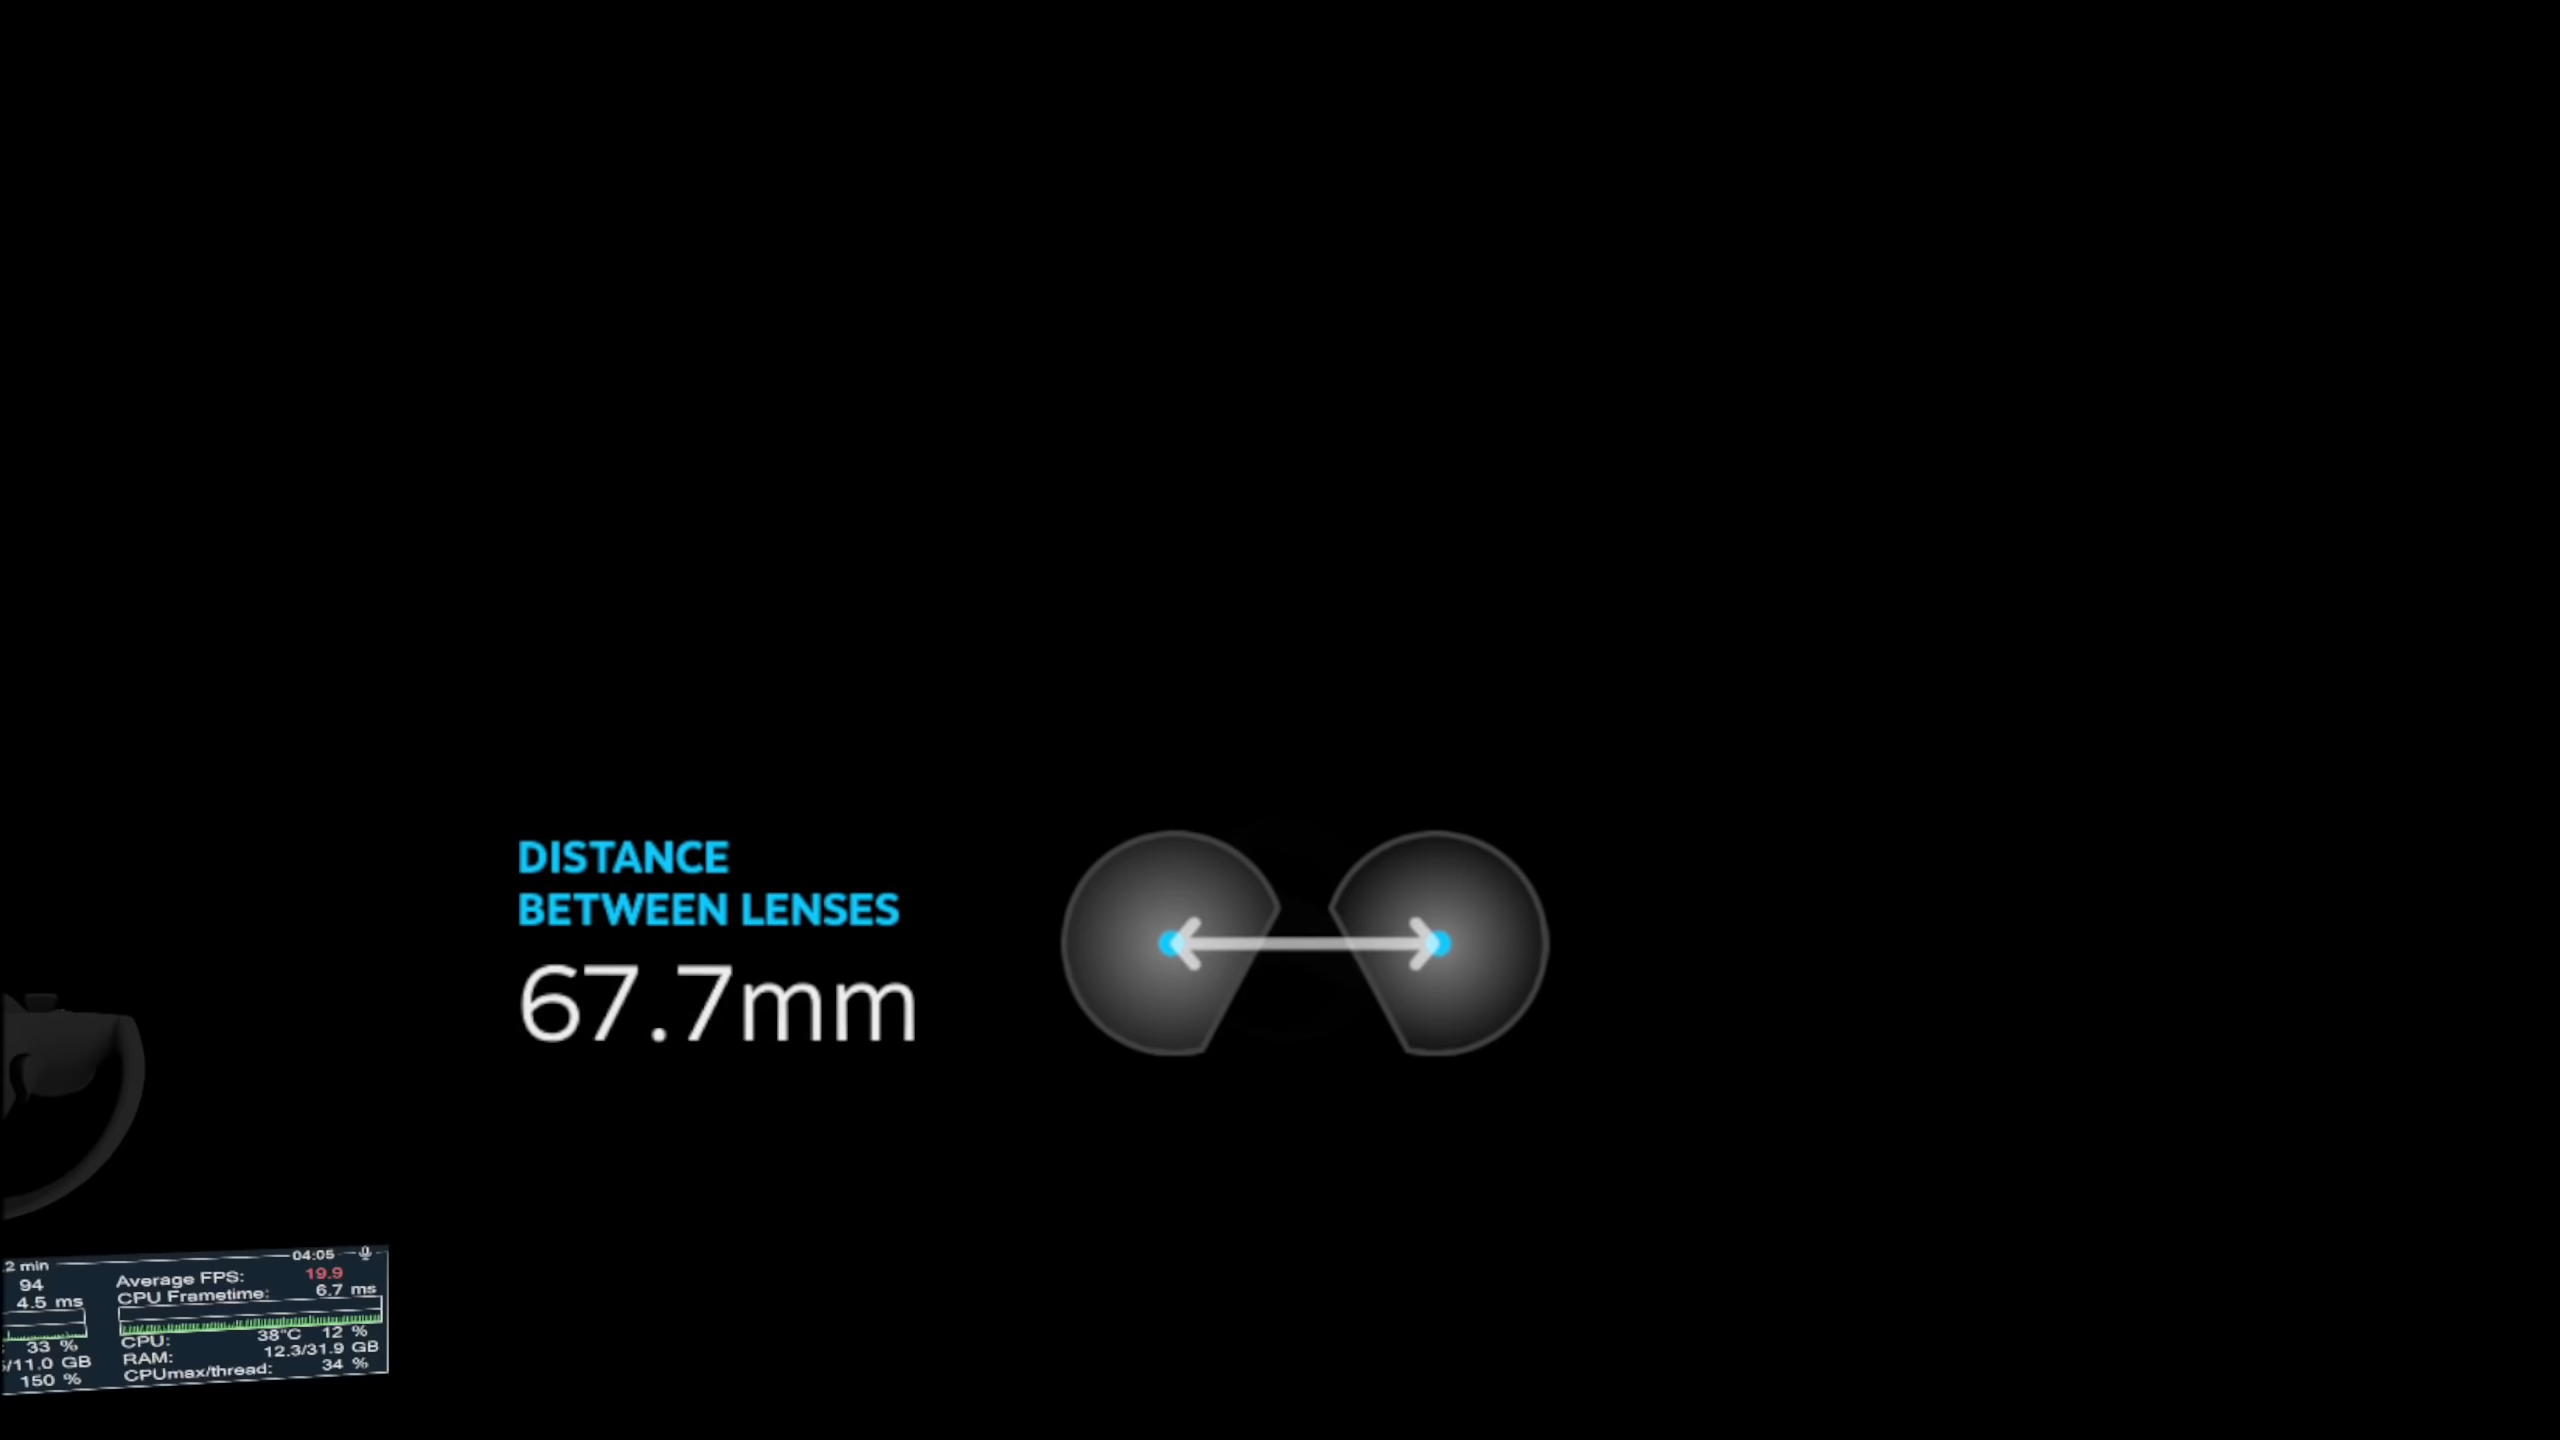 DISTANCE
BETWEEN LENSES
67.7mm
2 min
04:05
94
4.5 ms
33 %
/11.0 GB
150 %
Average FPS: 19.9
CPU Frametime: 6.7 ms
CPU: 38°C 12 %
RAM: 12.3/31.9 GB
CPUmax/thread: 34 %